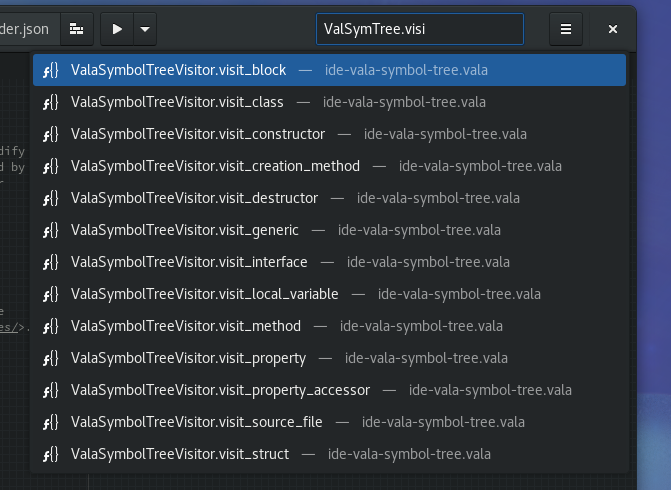 der.json
ValSymTree.visi
ƒ{} ValaSymbolTreeVisitor.visit_block — ide-vala-symbol-tree.vala
ƒ{} ValaSymbolTreeVisitor.visit_class — ide-vala-symbol-tree.vala
ƒ{} ValaSymbolTreeVisitor.visit_constructor — ide-vala-symbol-tree.vala
dify
ƒ{} ValaSymbolTreeVisitor.visit_creation_method — ide-vala-symbol-tree.vala
d by
ƒ{} ValaSymbolTreeVisitor.visit_destructor — ide-vala-symbol-tree.vala
ƒ{} ValaSymbolTreeVisitor.visit_generic — ide-vala-symbol-tree.vala
ƒ{} ValaSymbolTreeVisitor.visit_interface — ide-vala-symbol-tree.vala
ƒ{} ValaSymbolTreeVisitor.visit_local_variable — ide-vala-symbol-tree.vala
e
ƒ{} ValaSymbolTreeVisitor.visit_method — ide-vala-symbol-tree.vala
es/>.
ƒ{} ValaSymbolTreeVisitor.visit_property — ide-vala-symbol-tree.vala
ƒ{} ValaSymbolTreeVisitor.visit_property_accessor — ide-vala-symbol-tree.vala
ƒ{} ValaSymbolTreeVisitor.visit_source_file — ide-vala-symbol-tree.vala
ƒ{} ValaSymbolTreeVisitor.visit_struct — ide-vala-symbol-tree.vala